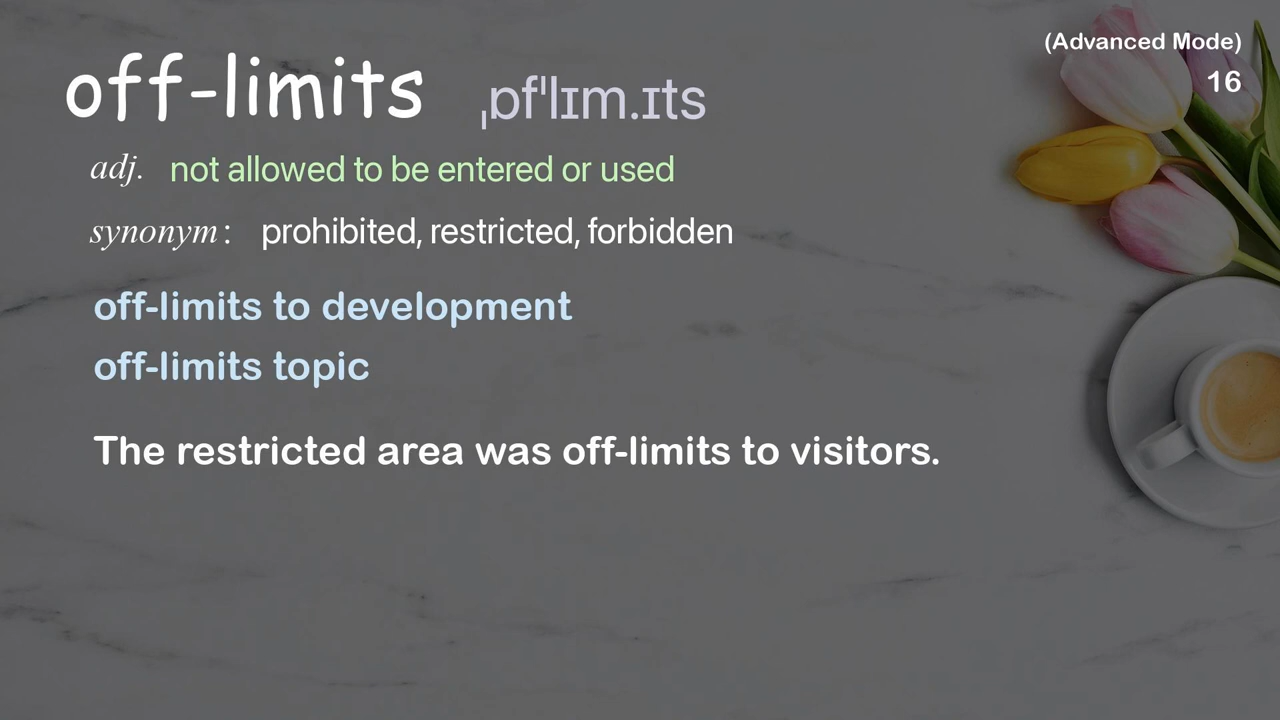 (Advanced Mode)
16
off-limits ˌɒfˈlɪm.ɪts
adj. not allowed to be entered or used
synonym: prohibited, restricted, forbidden
off-limits to development
off-limits topic
The restricted area was off-limits to visitors.